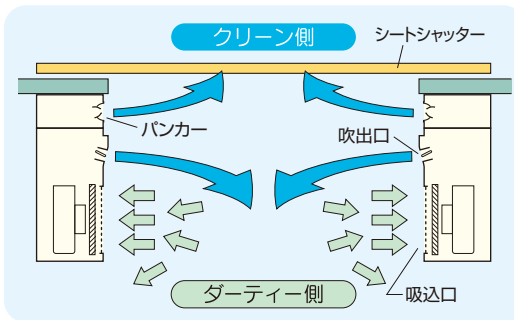 クリーン側
シートシャッター
パンカー
吹出口
ダーティー側
吸込口